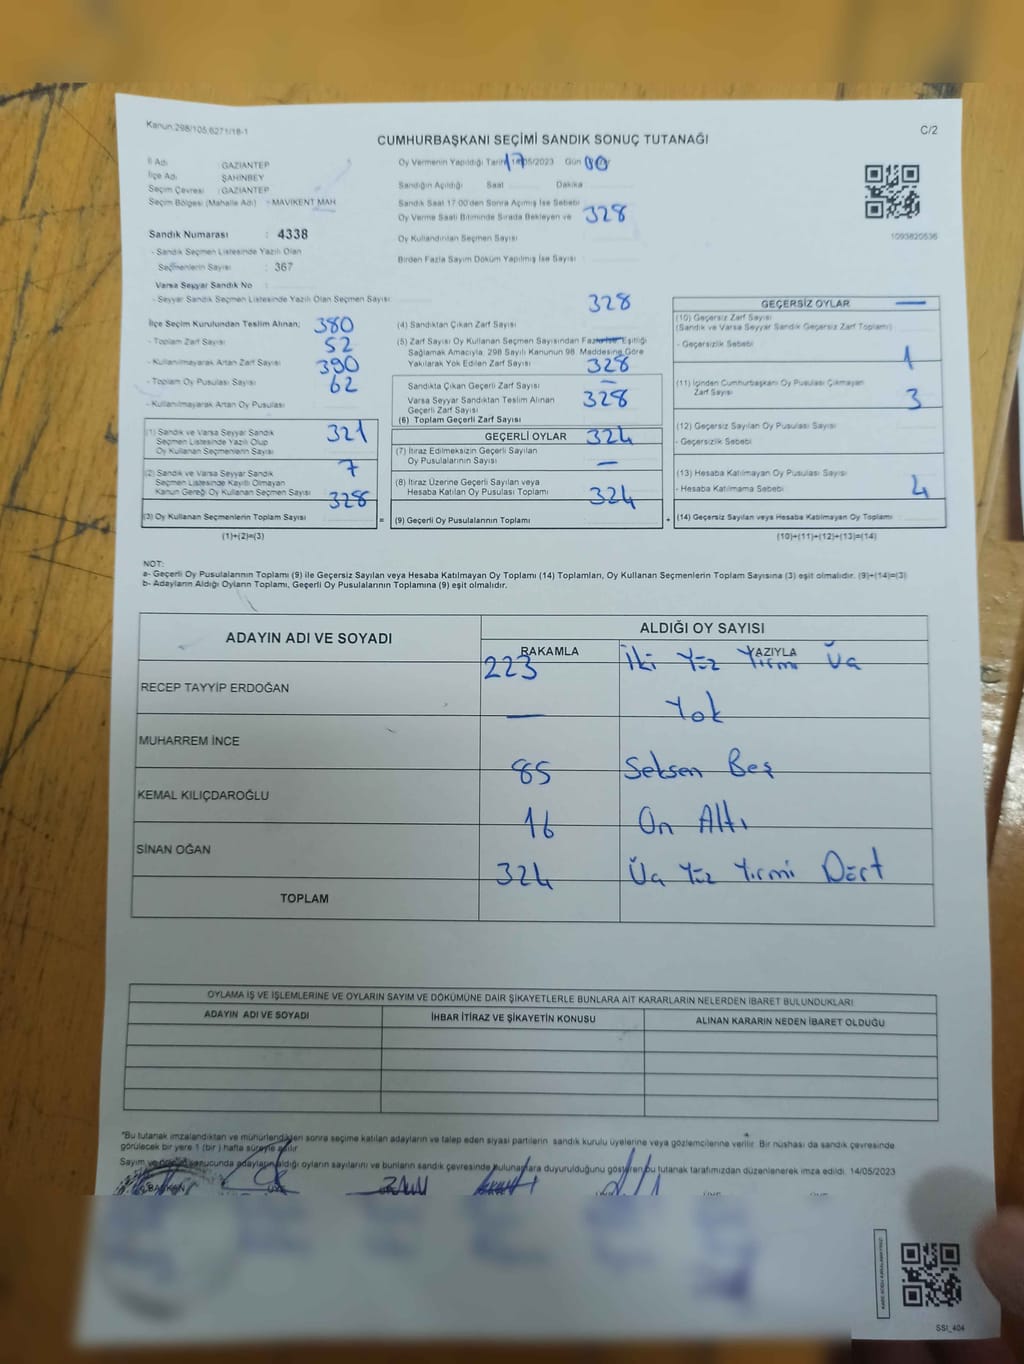 Kanun:298/105,6271/18-1
C/2
CUMHURBAŞKANI SEÇİMİ SANDIK SONUÇ TUTANAĞI
İl Adı : GAZİANTEP
İlçe Adı : ŞAHİNBEY
Seçim Çevresi : GAZİANTEP
Seçim Bölgesi (Mahalle Adı) - MAVİKENT MAH
Sandık Numarası : 4338
- Sandık Seçmen Listesinde Yazılı Olan
Seçmenlerin Sayısı : 367
Varsa Seyyar Sandık No :
- Seyyar Sandık Seçmen Listesinde Yazılı Olan Seçmen Sayısı
Oy Vermenin Yapıldığı Tarih 14/05/2023 Gün
17 00
Sandığın Açıldığı Saat Dakika
Sandık Saat 17:00'den Sonra Açımış İse Sebebi
Oy Verme Saati Bitiminde Sırada Bekleyen ve 328
Oy Kullandırılan Seçmen Sayısı
Birden Fazla Sayım Döküm Yapılmış İse Sayısı
1093820536
İlçe Seçim Kurulundan Teslim Alınan; 380
- Toplam Zarf Sayısı 52
- Kullanılmayarak Artan Zarf Sayısı 390
- Toplam Oy Pusulası Sayısı 62
- Kullanılmayarak Artan Oy Pusulası
(1) Sandık ve Varsa Seyyar Sandık
Seçmen Listesinde Yazılı Olup
Oy Kullanan Seçmenlerin Sayısı 321
(2) Sandık ve Varsa Seyyar Sandık
Seçmen Listesinde Kayıtlı Olmayan
Kanun Gereği Oy Kullanan Seçmen Sayısı 7
328
(3) Oy Kullanan Seçmenlerin Toplam Sayısı
(1)+(2)=(3)
=
328
(4) Sandıktan Çıkan Zarf Sayısı
(5) Zarf Sayısı Oy Kullanan Seçmen Sayısından Fazla İse, Eşitliği
Sağlamak Amacıyla, 298 Sayılı Kanunun 98. Maddesine Göre
Yakılarak Yok Edilen Zarf Sayısı 328
Sandıkta Çıkan Geçerli Zarf Sayısı —
Varsa Seyyar Sandıktan Teslim Alınan
Geçerli Zarf Sayısı 328
(6) Toplam Geçerli Zarf Sayısı
GEÇERLİ OYLAR 324
(7) İtiraz Edilmeksizin Geçerli Sayılan
Oy Pusulalarının Sayısı —
(8) İtiraz Üzerine Geçerli Sayılan veya
Hesaba Katılan Oy Pusulası Toplamı 324
(9) Geçerli Oy Pusulalarının Toplamı
+
GEÇERSİZ OYLAR —
(10) Geçersiz Zarf Sayısı
(Sandık ve Varsa Seyyar Sandık Geçersiz Zarf Toplamı)
- Geçersizlik Sebebi 1
(11) İçinden Cumhurbaşkanı Oy Pusulası Çıkmayan
Zarf Sayısı 3
(12) Geçersiz Sayılan Oy Pusulası Sayısı
- Geçersizlik Sebebi
(13) Hesaba Katılmayan Oy Pusulası Sayısı
- Hesaba Katılmama Sebebi 4
(14) Geçersiz Sayılan veya Hesaba Katılmayan Oy Toplamı
(10)+(11)+(12)+(13)=(14)
NOT:
a- Geçerli Oy Pusulalarının Toplamı (9) ile Geçersiz Sayılan veya Hesaba Katılmayan Oy Toplamı (14) Toplamları, Oy Kullanan Seçmenlerin Toplam Sayısına (3) eşit olmalıdır. (9)+(14)=(3)
b- Adayların Aldığı Oyların Toplamı, Geçerli Oy Pusulalarının Toplamına (9) eşit olmalıdır.
ADAYIN ADI VE SOYADI
ALDIĞI OY SAYISI
RAKAMLA YAZIYLA
223 İki Yüz Yirmi Üç
RECEP TAYYİP ERDOĞAN
— Yok
MUHARREM İNCE
85 Seksen Beş
KEMAL KILIÇDAROĞLU
16 On Altı
SİNAN OĞAN
324 Üç Yüz Yirmi Dört
TOPLAM
OYLAMA İŞ VE İŞLEMLERİNE VE OYLARIN SAYIM VE DÖKÜMÜNE DAİR ŞİKAYETLERLE BUNLARA AİT KARARLARIN NELERDEN İBARET BULUNDUKLARI
ADAYIN ADI VE SOYADI İHBAR İTİRAZ VE ŞİKAYETİN KONUSU ALINAN KARARIN NEDEN İBARET OLDUĞU
"Bu tutanak imzalandıktan ve mühürlendikten sonra seçime katılan adayların ve talep eden siyasi partilerin sandık kurulu üyelerine veya gözlemcilerine verilir. Bir nüshası da sandık çevresinde
görülecek bir yere 1 (bir) hafta süreyle asılır
Sayım ve döküm sonucunda adayların aldığı oyların sayılarını ve bunların sandık çevresinde bulunanlara duyurulduğunu gösteren bu tutanak tarafımızdan düzenlenerek imza edildi. 14/05/2023
BAŞKAN ÜYE
SSİ_404